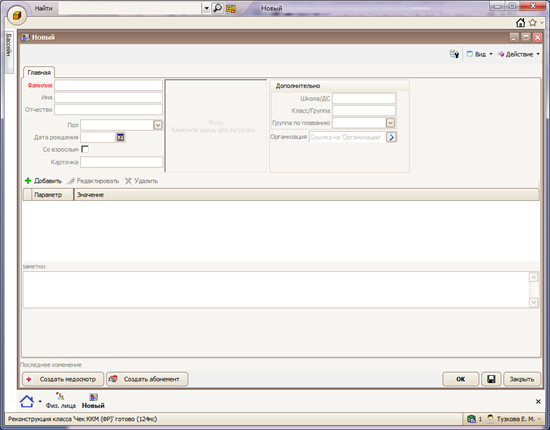 Найти Новый
Бассейн
Новый
Вид Действие
Главная
Фамилия
Имя
Отчество
Пол
Дата рождения
Со взрослым
Карточка
Фото
Кликните здесь для загрузки...
Дополнительно
Школа/ДС
Класс/Группа
Группа по плаванию
Организация Ссылка на 'Организации'
Добавить Редактировать Удалить
Параметр Значение
заметки
Последнее изменение
Создать медосмотр Создать абонемент ОК Закрыть
Физ. лица Новый
Реконструкция класса 'Чек ККМ (ФР)' готово (124мс) 1 Тузкова Е. М.